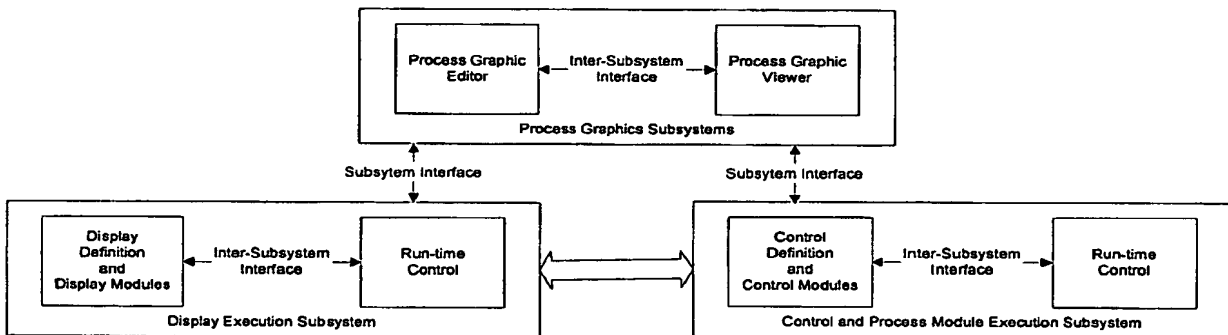 Process Graphic
Editor
Inter-Subsystem
Interface
Process Graphic
Viewer
Process Graphics Subsystems
Subsytem Interface
Subsytem Interface
Display
Definition
and
Display Modules
Inter-Subsystem
Interface
Run-time
Control
Display Execution Subsystem
Control
Definition
and
Control Modules
Inter-Subsystem
Interface
Run-time
Control
Control and Process Module Execution Subsystem